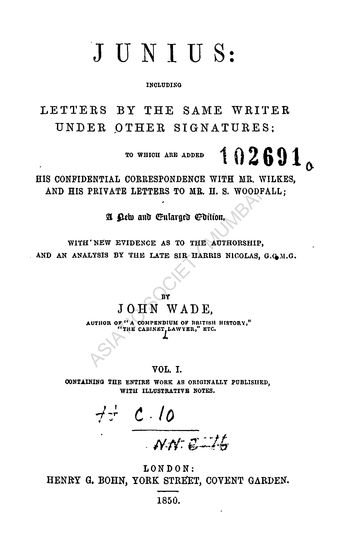 JUNIUS:
INCLUDING
LETTERS BY THE SAME WRITER
UNDER OTHER SIGNATURES:
TO WHICH ARE ADDED
102691
HIS CONFIDENTIAL CORRESPONDENCE WITH MR. WILKES,
AND HIS PRIVATE LETTERS TO MR. H. S. WOODFALL;
A New and Enlarged Edition,
WITH NEW EVIDENCE AS TO THE AUTHORSHIP,
AND AN ANALYSIS BY THE LATE SIR HARRIS NICOLAS, G.C.M.G.
BY
JOHN WADE,
AUTHOR OF "A COMPENDIUM OF BRITISH HISTORY,"
"THE CABINET LAWYER," ETC.
VOL. I.
CONTAINING THE ENTIRE WORK AS ORIGINALLY PUBLISHED,
WITH ILLUSTRATIVE NOTES.
C.10
LONDON:
HENRY G. BOHN, YORK STREET, COVENT GARDEN.
1850.
ASIATIC SOCIETY MUMBAI